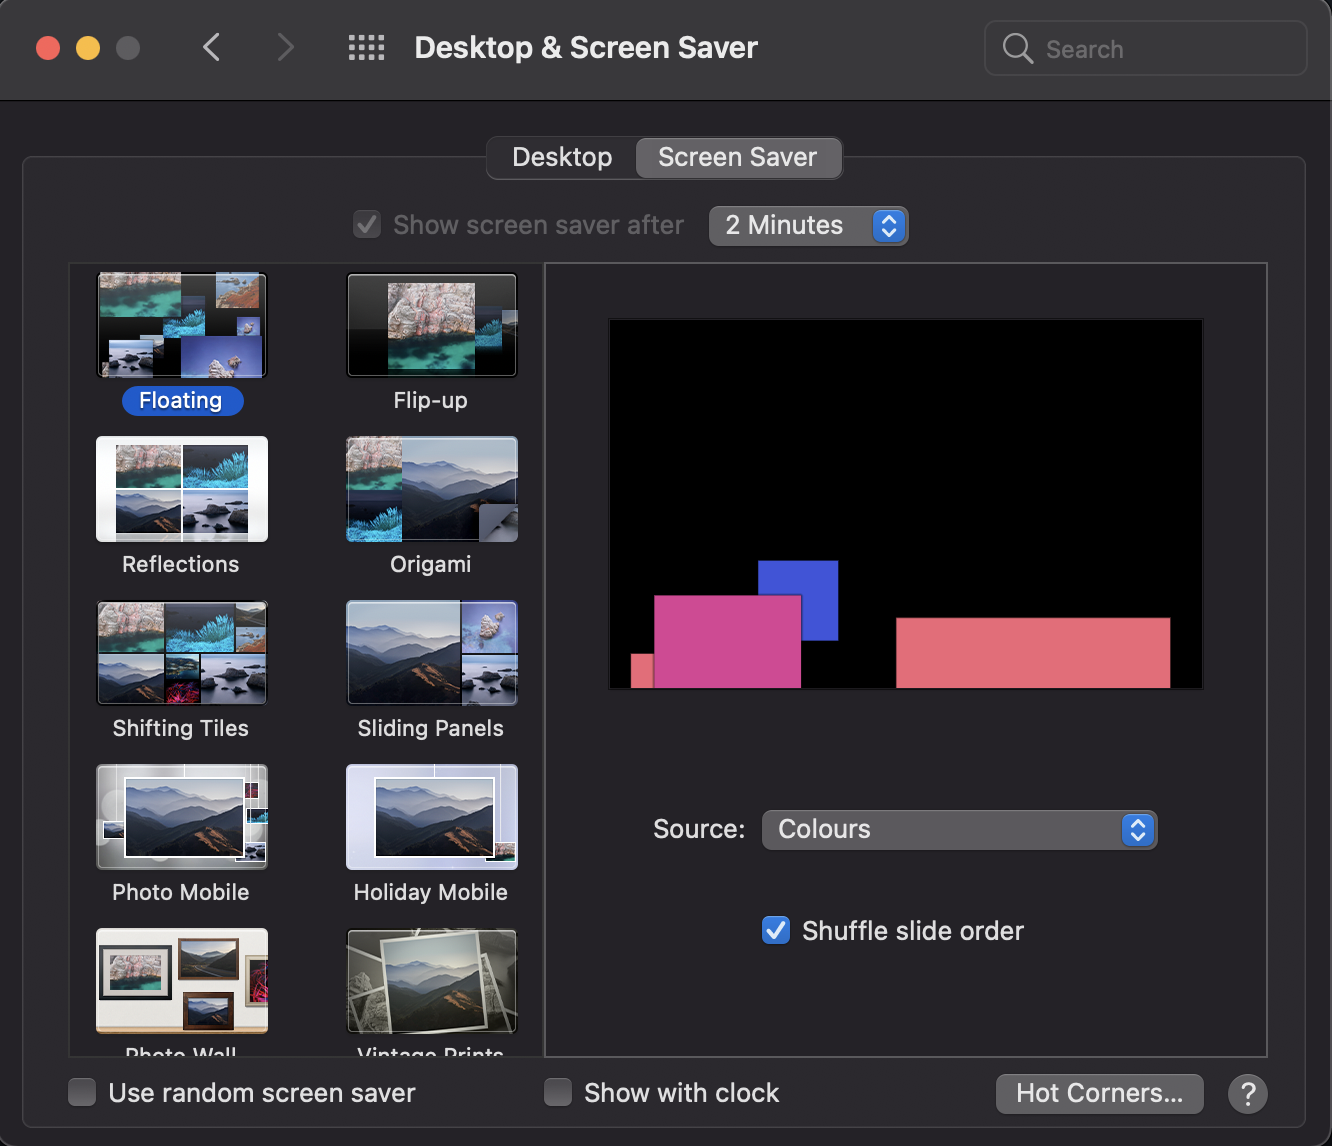 Desktop & Screen Saver
Search
Desktop
Screen Saver
Show screen saver after
2 Minutes
Floating
Flip-up
Reflections
Origami
Shifting Tiles
Sliding Panels
Photo Mobile
Holiday Mobile
Photo Wall
Vintage Prints
Source:
Colours
Shuffle slide order
Use random screen saver
Show with clock
Hot Corners...
?